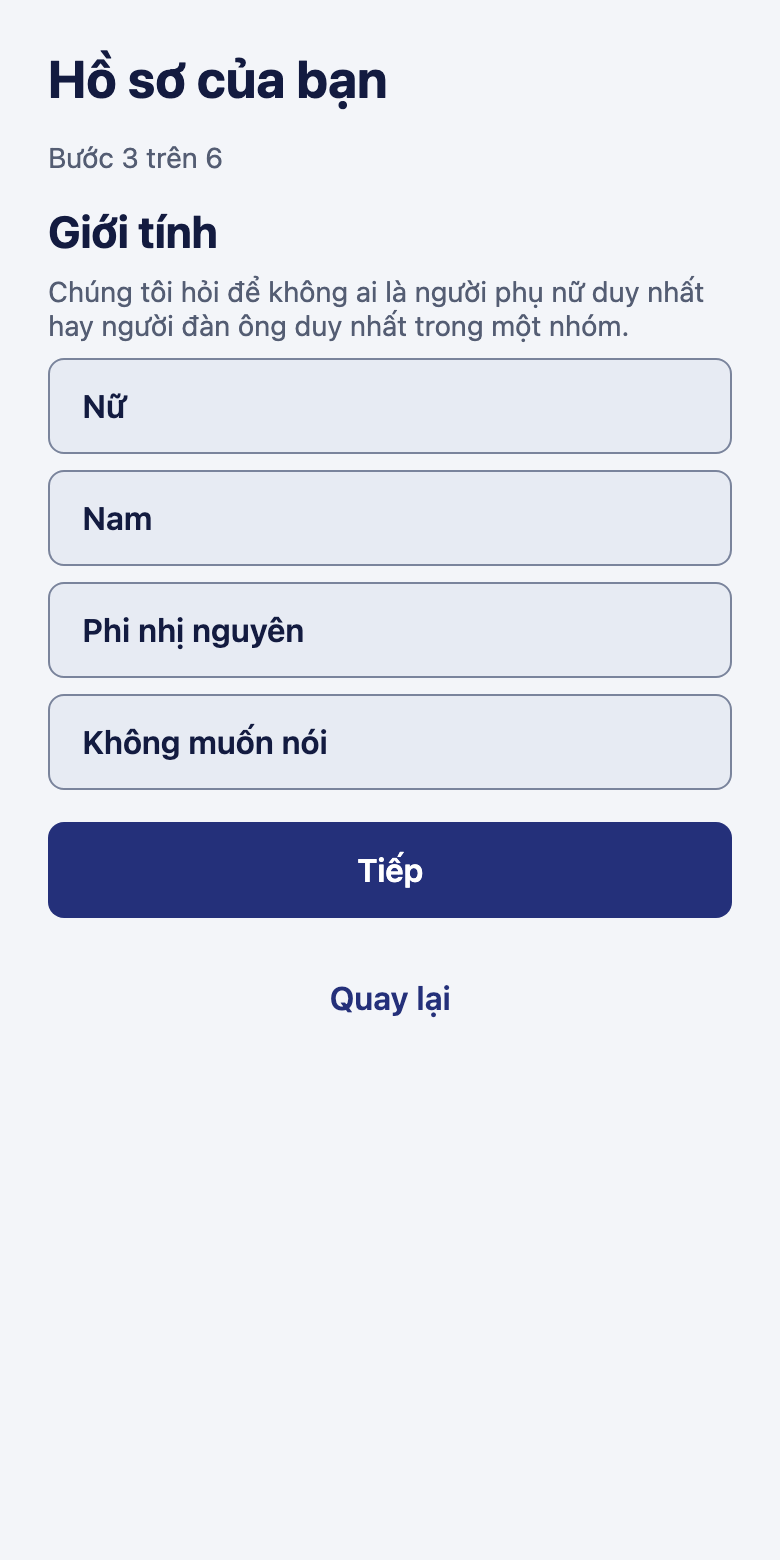 Hồ sơ của bạn
Bước 3 trên 6
Giới tính
Chúng tôi hỏi để không ai là người phụ nữ duy nhất
hay người đàn ông duy nhất trong một nhóm.
Nữ
Nam
Phi nhị nguyên
Không muốn nói
Tiếp
Quay lại